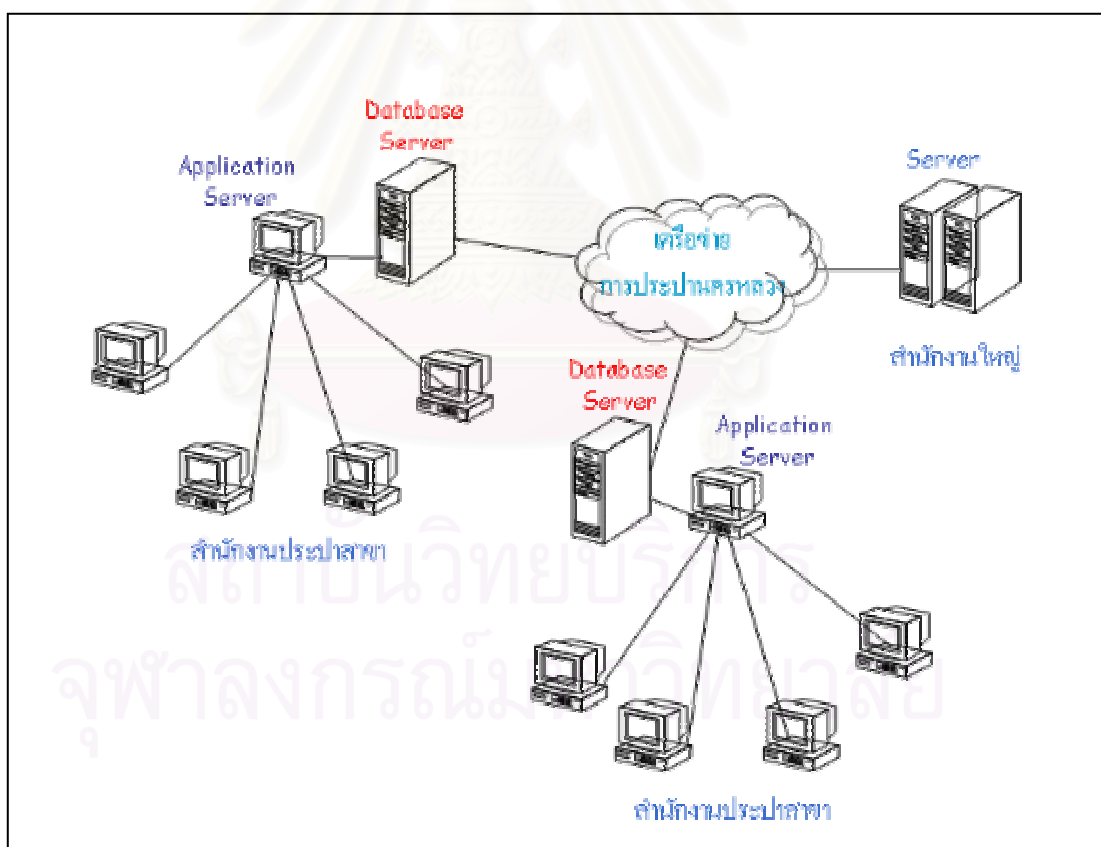 Database
Server
Application
Server
Server
เครือข่าย
การประปานครหลวง
สำนักงานใหญ่
Database
Server
Application
Server
สำนักงานประปาสาขา
สถาบันวิทยบริการ
จุฬาลงกรณ์มหาวิทยาลัย
สำนักงานประปาสาขา